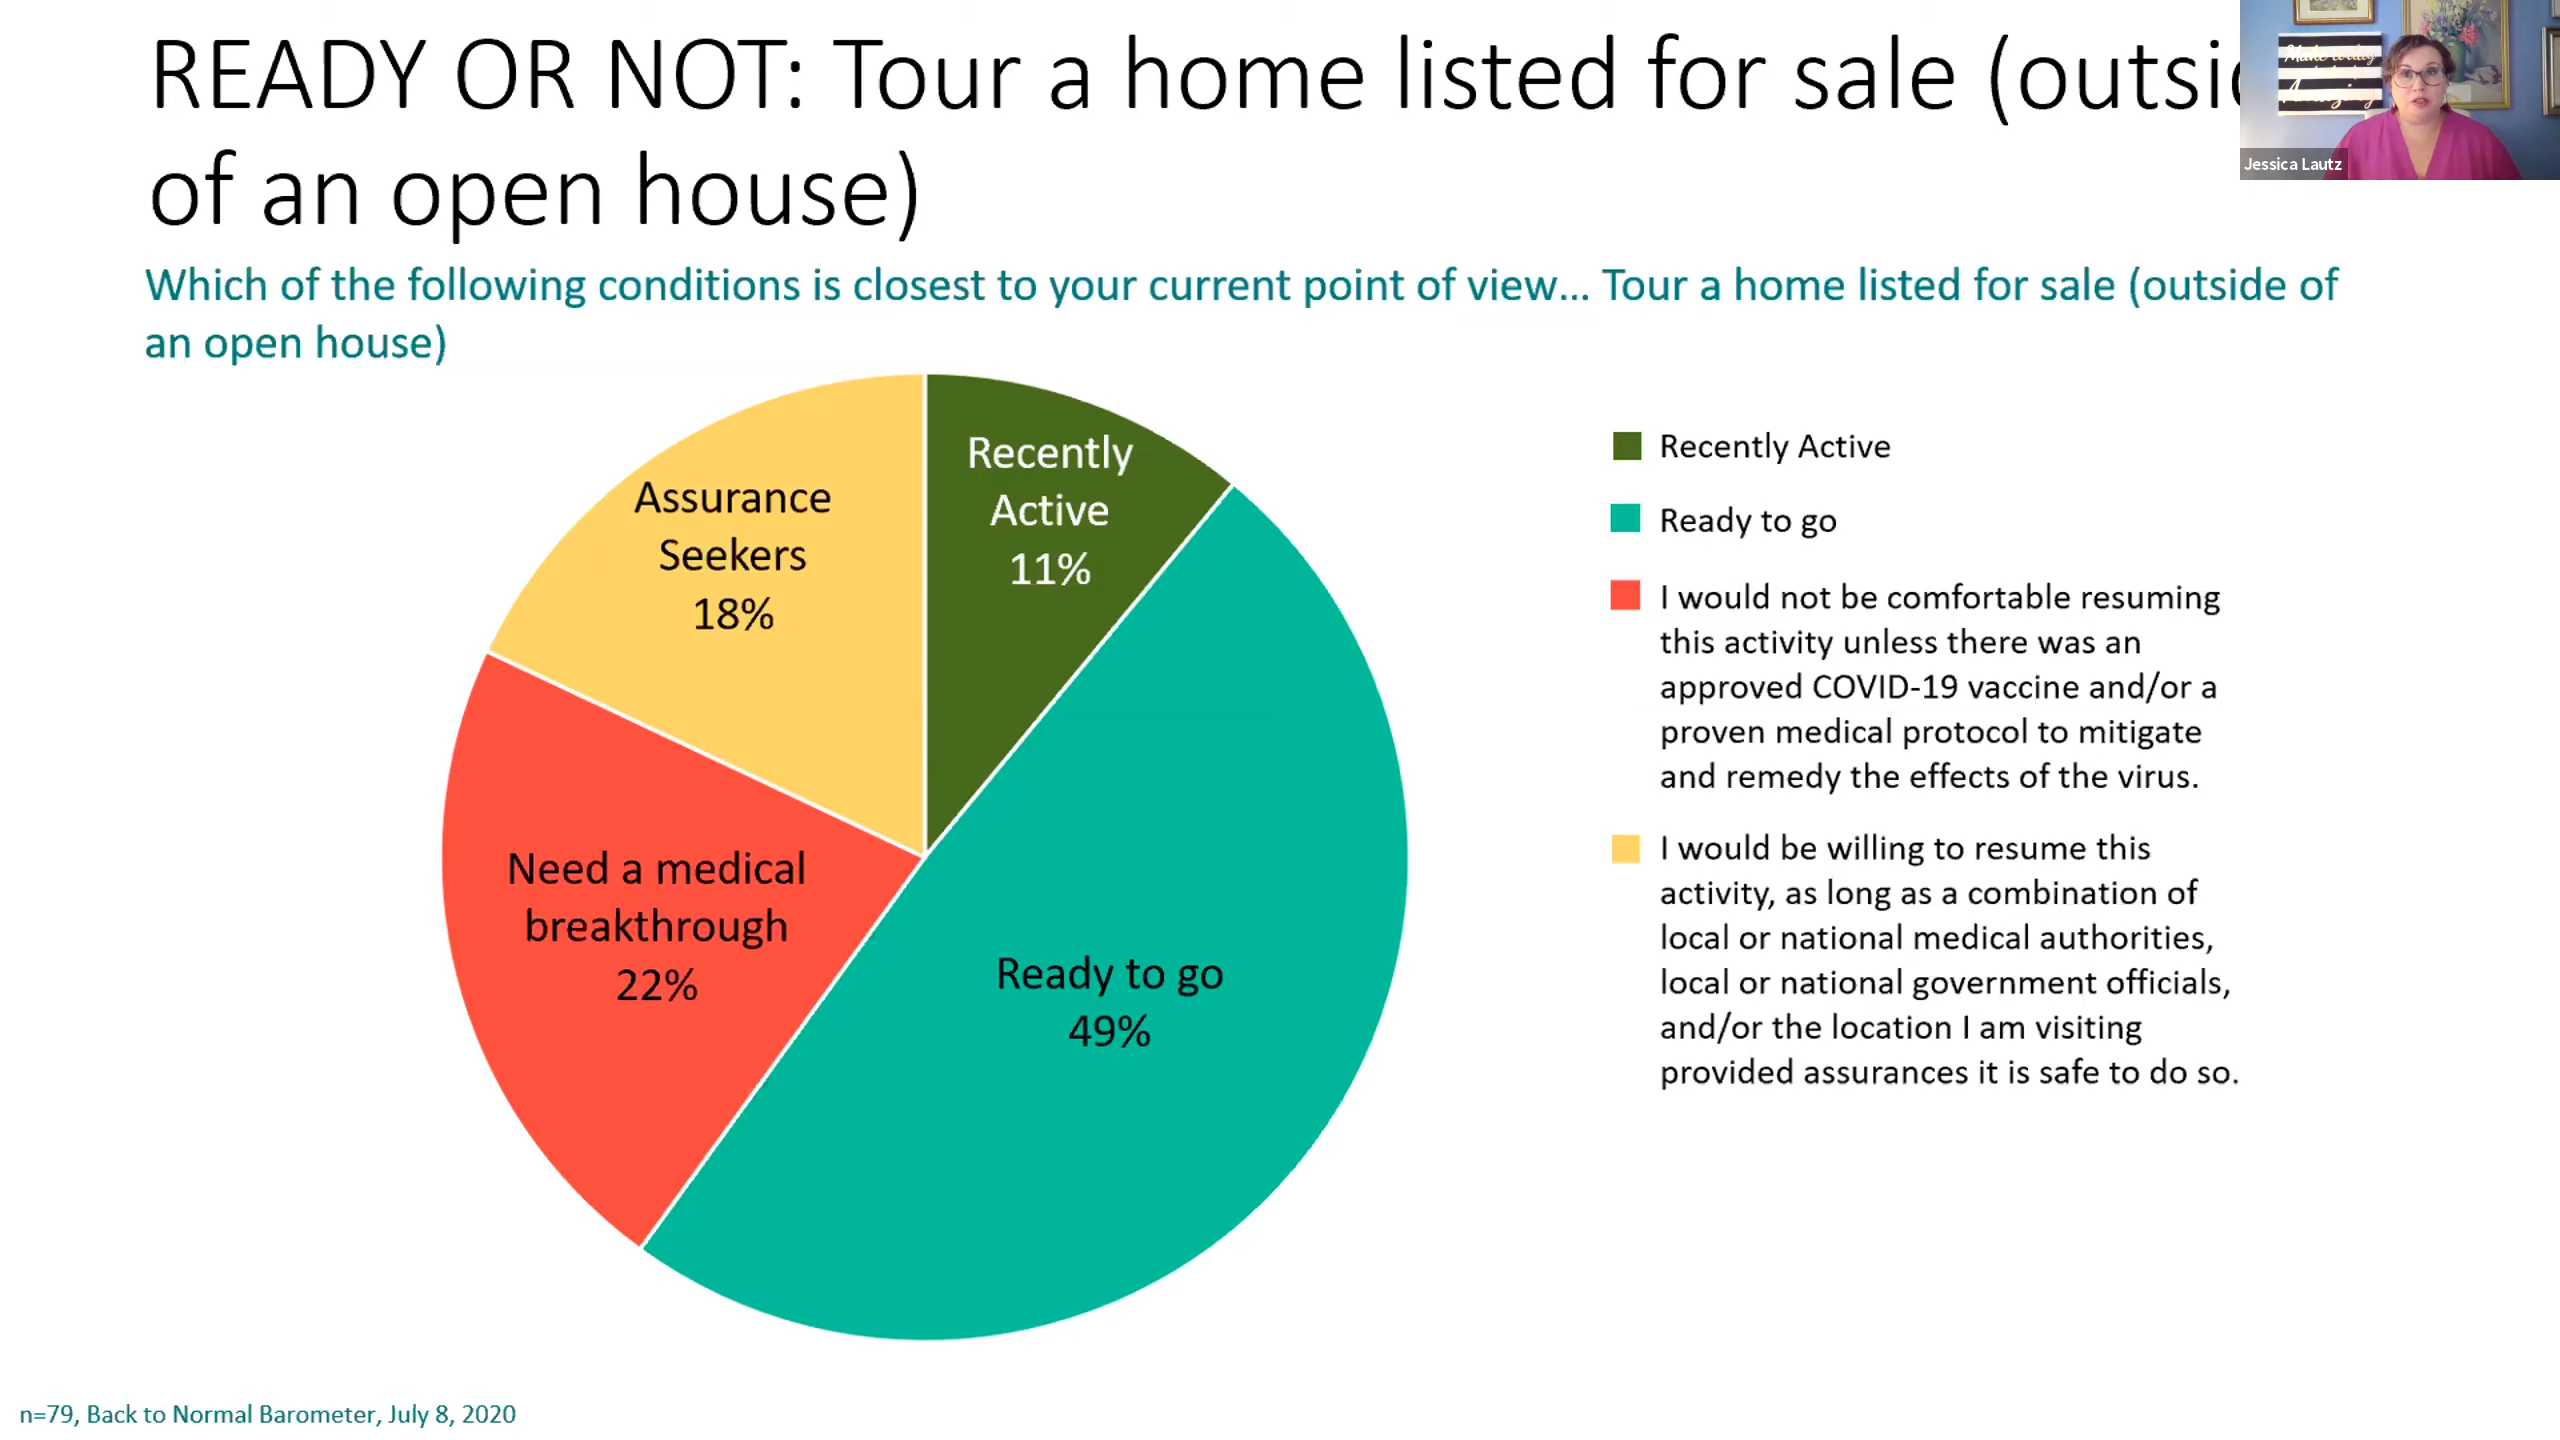 READY OR NOT: Tour a home listed for sale (outsi
of an open house)
Make today
Amazing
Jessica Lautz
Which of the following conditions is closest to your current point of view... Tour a home listed for sale (outside of
an open house)
Recently
Active
11%
Assurance
Seekers
18%
Need a medical
breakthrough
22%
Ready to go
49%
Recently Active
Ready to go
I would not be comfortable resuming
this activity unless there was an
approved COVID-19 vaccine and/or a
proven medical protocol to mitigate
and remedy the effects of the virus.
I would be willing to resume this
activity, as long as a combination of
local or national medical authorities,
local or national government officials,
and/or the location I am visiting
provided assurances it is safe to do so.
n=79, Back to Normal Barometer, July 8, 2020